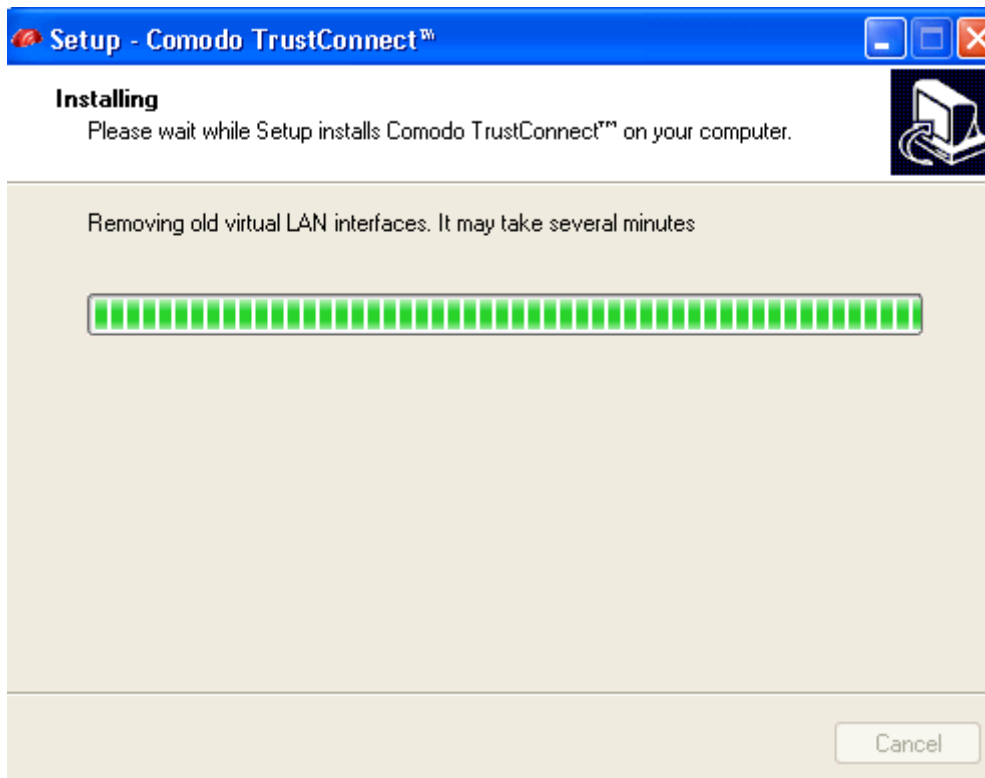 Setup - Comodo TrustConnect™
Installing
Please wait while Setup installs Comodo TrustConnect™ on your computer.
Removing old virtual LAN interfaces. It may take several minutes
Cancel